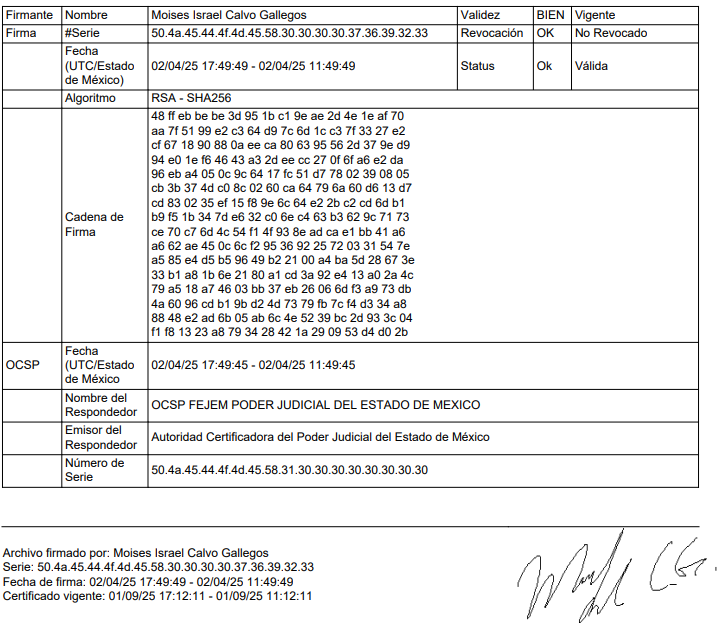 Firmante Nombre Moises Israel Calvo Gallegos Validez BIEN Vigente
Firma #Serie 50.4a.45.44.4f.4d.45.58.30.30.30.30.37.36.39.32.33 Revocación OK No Revocado
Fecha
(UTC/Estado
de México) 02/04/25 17:49:49 - 02/04/25 11:49:49 Status Ok Válida
Algoritmo RSA - SHA256
Cadena de
Firma
48 ff eb be be 3d 95 1b c1 9e ae 2d 4e 1e af 70
aa 7f 51 99 e2 c3 64 d9 7c 6d 1c c3 7f 33 27 e2
cf 67 18 90 88 0a ee ca 80 63 95 56 2d 37 9e d9
94 e0 1e f6 46 43 a3 2d ee cc 27 0f 6f a6 e2 da
96 eb a4 05 0c 9c 64 17 fc 51 d7 78 02 39 08 05
cb 3b 37 4d c0 8c 02 60 ca 64 79 6a 60 d6 13 d7
cd 83 02 35 ef 15 f8 9e 6c 64 e2 2b c2 cd 6d b1
b9 f5 1b 34 7d e6 32 c0 6e c4 63 b3 62 9c 71 73
ce 70 c7 6d 4c 54 f1 4f 93 8e ad ca e1 bb 41 a6
a6 62 ae 45 0c 6c f2 95 36 92 25 72 03 31 54 7e
a5 85 e4 d5 b5 96 49 b2 21 00 a4 ba 5d 28 67 3e
33 b1 a8 1b 6e 21 80 a1 cd 3a 92 e4 13 a0 2a 4c
79 a5 18 a7 46 03 bb 37 eb 26 06 6d f3 a9 73 db
4a 60 96 cd b1 9b d2 4d 73 79 fb 7c f4 d3 34 a8
88 48 e2 ad 6b 05 ab 6c 4e 52 39 bc 2d 93 3c 04
f1 f8 13 23 a8 79 34 28 42 1a 29 09 53 d4 d0 2b
OCSP Fecha
(UTC/Estado
de México 02/04/25 17:49:45 - 02/04/25 11:49:45
Nombre del
Respondedor OCSP FEJEM PODER JUDICIAL DEL ESTADO DE MEXICO
Emisor del
Respondedor Autoridad Certificadora del Poder Judicial del Estado de México
Número de
Serie 50.4a.45.44.4f.4d.45.58.31.30.30.30.30.30.30.30.30
Archivo firmado por: Moises Israel Calvo Gallegos
Serie: 50.4a.45.44.4f.4d.45.58.30.30.30.30.37.36.39.32.33
Fecha de firma: 02/04/25 17:49:49 - 02/04/25 11:49:49
Certificado vigente: 01/09/25 17:12:11 - 01/09/25 11:12:11